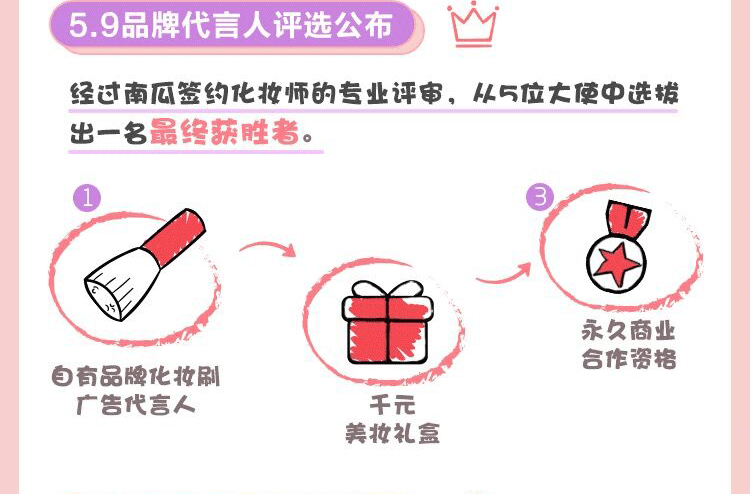 5.9品牌代言人评选公布
经过南瓜签约化妆师的专业评审，从5位大使中选拔
出一名最终获胜者。
1
自有品牌化妆刷
广告代言人
千元
美妆礼盒
3
永久商业
合作资格